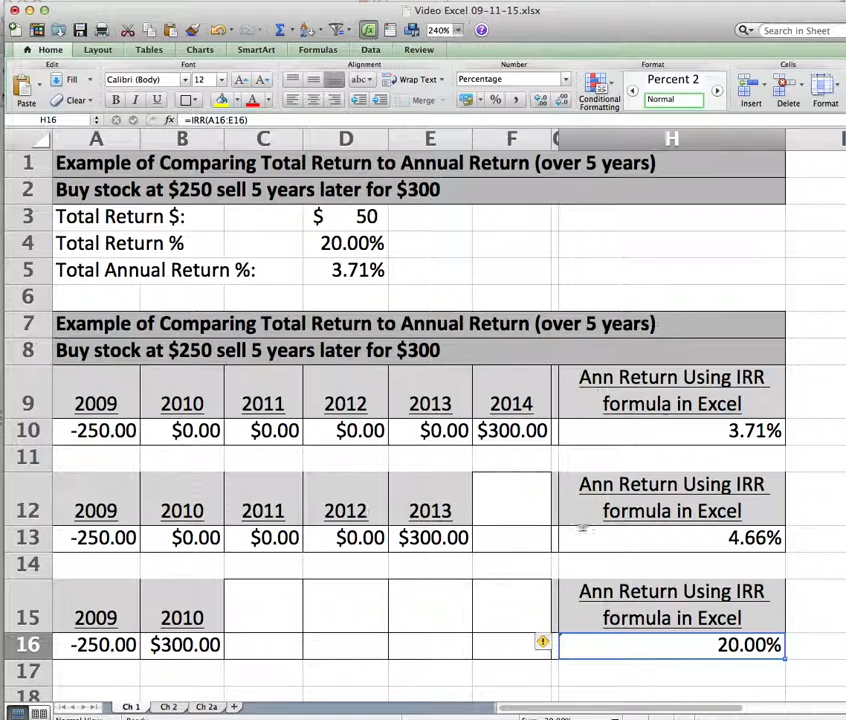 Video Excel 09-11-15.xlsx
240%
Search in Sheet
Home Layout Tables Charts SmartArt Formulas Data Review
Edit Font Alignment Number Format Cells
Fill Calibri (Body) 12 A A abc Wrap Text Percentage Percent 2
Paste Clear B I U A Merge % Conditional Formatting Normal Insert Delete Format
H16 fx =IRR(A16:E16)
A B C D E F H
1 Example of Comparing Total Return to Annual Return (over 5 years)
2 Buy stock at $250 sell 5 years later for $300
3 Total Return $: $ 50
4 Total Return % 20.00%
5 Total Annual Return %: 3.71%
6
7 Example of Comparing Total Return to Annual Return (over 5 years)
8 Buy stock at $250 sell 5 years later for $300
Ann Return Using IRR
9 2009 2010 2011 2012 2013 2014 formula in Excel
10 -250.00 $0.00 $0.00 $0.00 $0.00 $300.00 3.71%
11
Ann Return Using IRR
12 2009 2010 2011 2012 2013 formula in Excel
13 -250.00 $0.00 $0.00 $0.00 $300.00 4.66%
14
Ann Return Using IRR
15 2009 2010 formula in Excel
16 -250.00 $300.00 20.00%
17
18
Ch 1 Ch 2 Ch 2a +